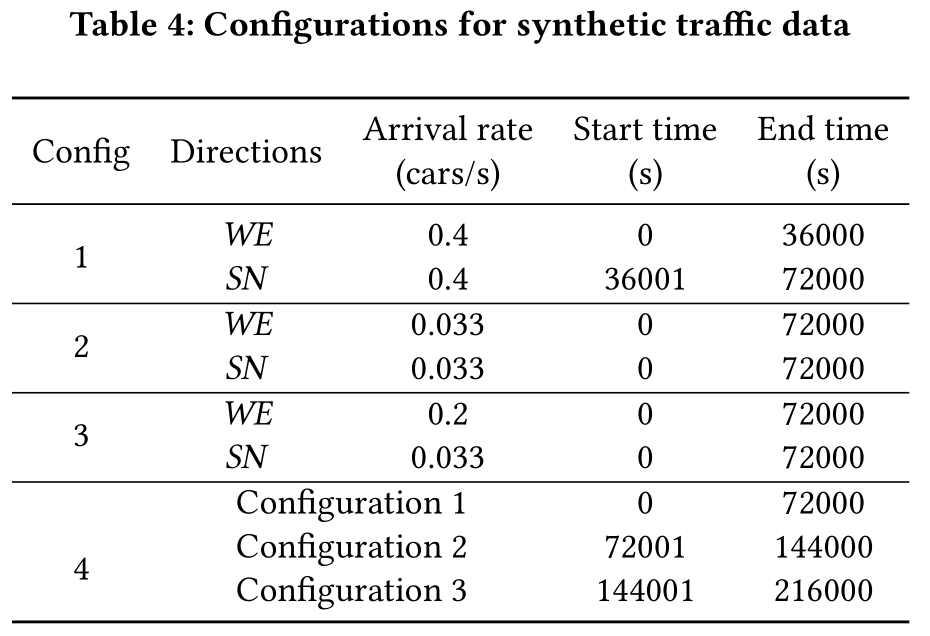 Table 4: Configurations for synthetic traffic data
Config Directions Arrival rate (cars/s) Start time (s) End time (s)
1 WE 0.4 0 36000
SN 0.4 36001 72000
2 WE 0.033 0 72000
SN 0.033 0 72000
3 WE 0.2 0 72000
SN 0.033 0 72000
4 Configuration 1 0 72000
Configuration 2 72001 144000
Configuration 3 144001 216000